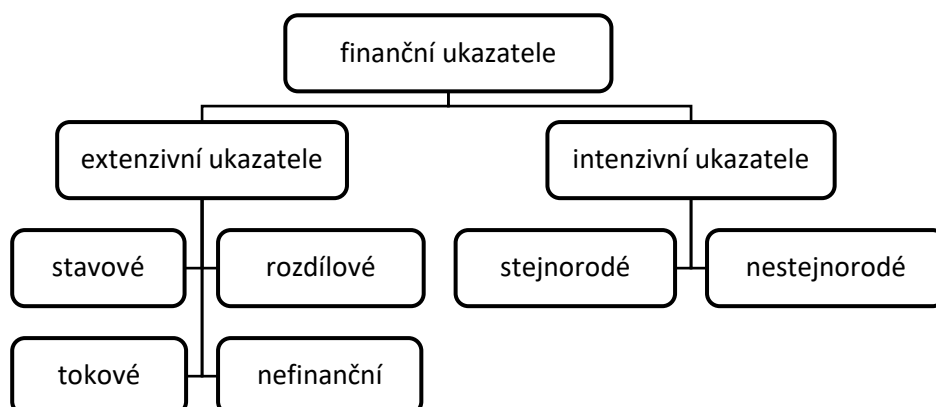 finanční ukazatele
extenzivní ukazatele
intenzivní ukazatele
stavové
rozdílové
stejnorodé
nestejnorodé
tokové
nefinanční